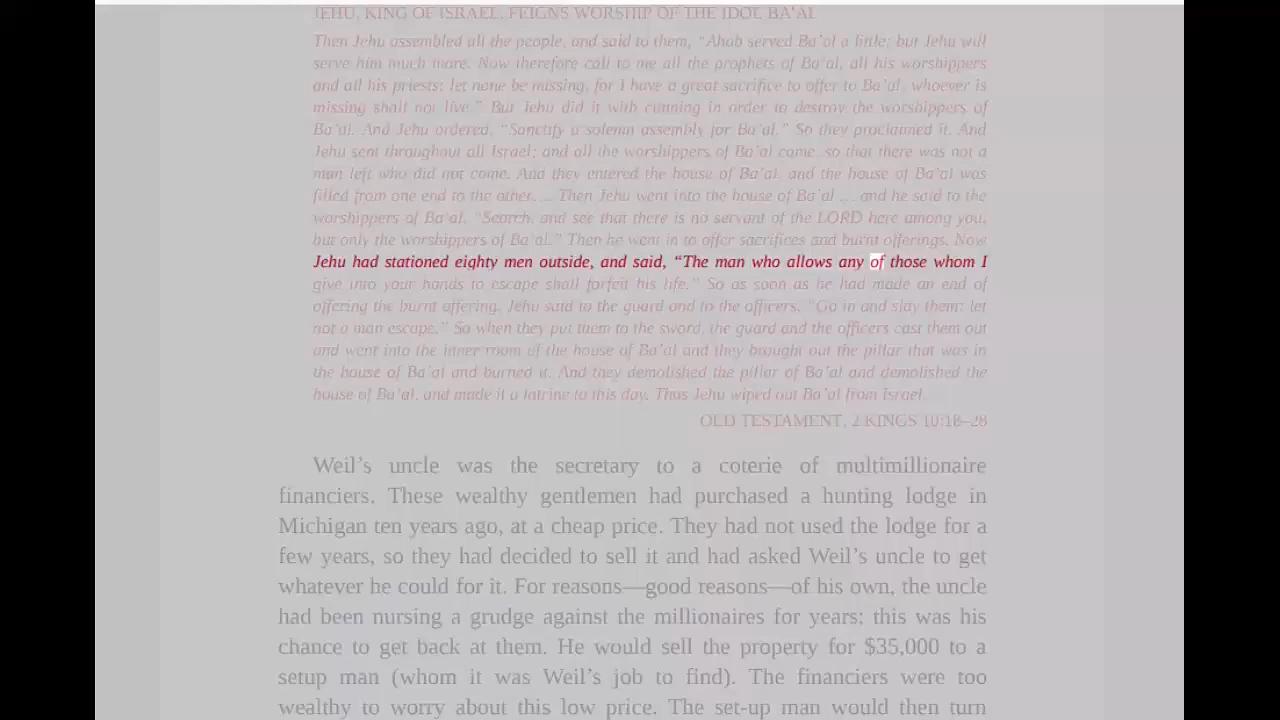 JEHU, KING OF ISRAEL, FEIGNS WORSHIP OF THE IDOL BA'AL
Then Jehu assembled all the people, and said to them, “Ahab served Ba'al a little; but Jehu will
serve him much more. Now therefore call to me all the prophets of Ba'al, all his worshippers
and all his priests; let none be missing, for I have a great sacrifice to offer to Ba'al; whoever is
missing shall not live.” But Jehu did it with cunning in order to destroy the worshippers of
Ba'al. And Jehu ordered, “Sanctify a solemn assembly for Ba'al.” So they proclaimed it. And
Jehu sent throughout all Israel; and all the worshippers of Ba'al came, so that there was not a
man left who did not come. And they entered the house of Ba'al, and the house of Ba'al was
filled from one end to the other. ... Then Jehu went into the house of Ba'al ... and he said to the
worshippers of Ba'al, “Search, and see that there is no servant of the LORD here among you,
but only the worshippers of Ba'al.” Then he went in to offer sacrifices and burnt offerings. Now
Jehu had stationed eighty men outside, and said, “The man who allows any of those whom I
give into your hands to escape shall forfeit his life.” So as soon as he had made an end of
offering the burnt offering, Jehu said to the guard and to the officers, “Go in and slay them; let
not a man escape.” So when they put them to the sword, the guard and the officers cast them out
and went into the inner room of the house of Ba'al and they brought out the pillar that was in
the house of Ba'al and burned it. And they demolished the pillar of Ba'al and demolished the
house of Ba'al, and made it a latrine to this day. Thus Jehu wiped out Ba'al from Israel.
OLD TESTAMENT, 2 KINGS 10:18–28
Weil’s uncle was the secretary to a coterie of multimillionaire
financiers. These wealthy gentlemen had purchased a hunting lodge in
Michigan ten years ago, at a cheap price. They had not used the lodge for a
few years, so they had decided to sell it and had asked Weil’s uncle to get
whatever he could for it. For reasons—good reasons—of his own, the uncle
had been nursing a grudge against the millionaires for years; this was his
chance to get back at them. He would sell the property for $35,000 to a
setup man (whom it was Weil’s job to find). The financiers were too
wealthy to worry about this low price. The set-up man would then turn